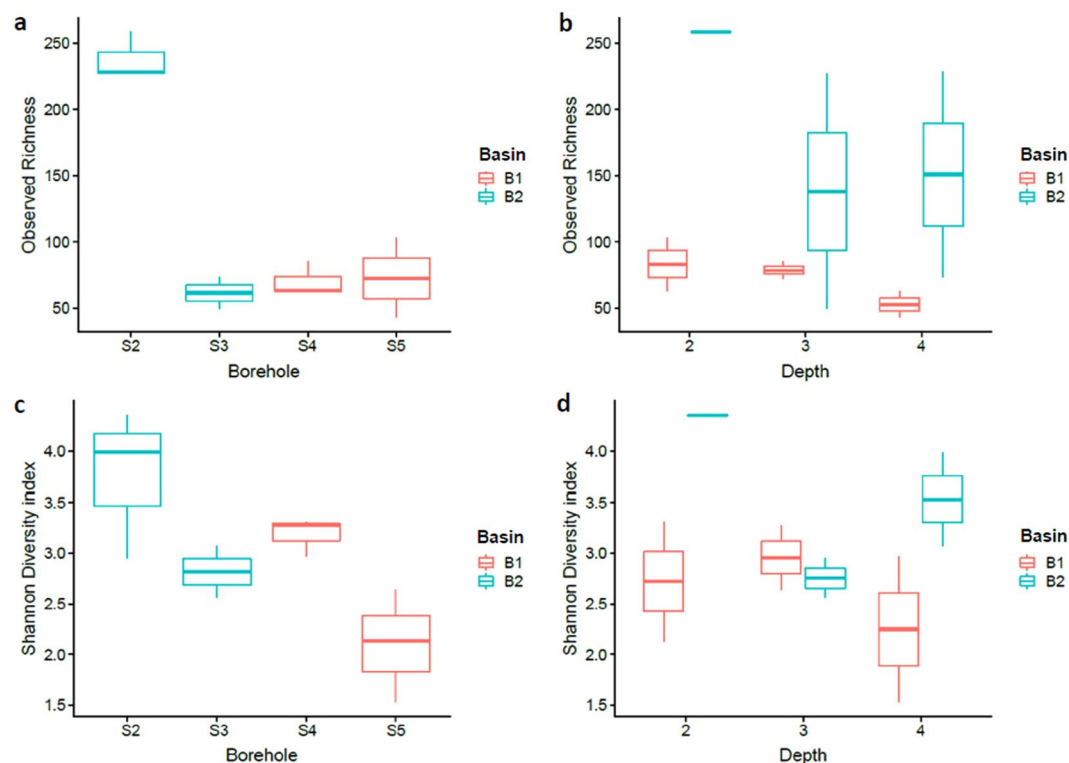 a
250
200
150
100
50
Observed Richness
S2 S3 S4 S5
Borehole
Basin
B1
B2
b
250
200
150
100
50
Observed Richness
2 3 4
Depth
Basin
B1
B2
c
4.0
3.5
3.0
2.5
2.0
1.5
Shannon Diversity index
S2 S3 S4 S5
Borehole
Basin
B1
B2
d
4.0
3.5
3.0
2.5
2.0
1.5
Shannon Diversity index
2 3 4
Depth
Basin
B1
B2